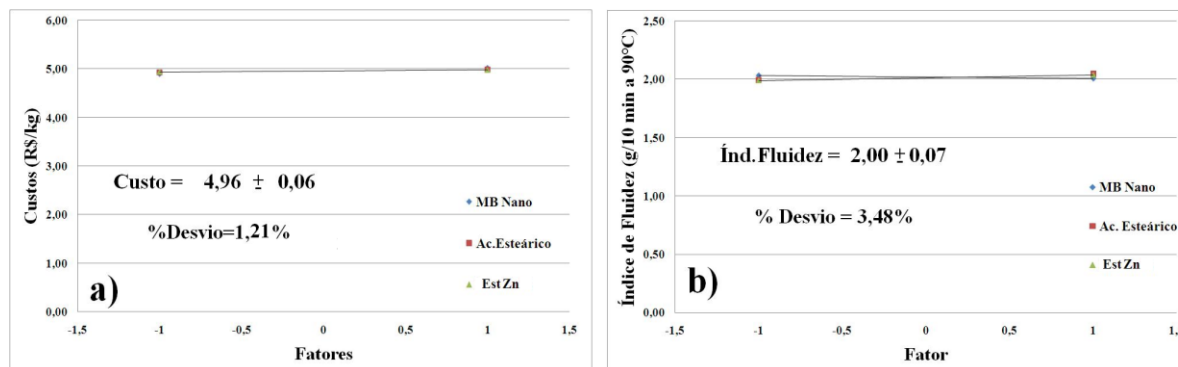 Custos (R$/kg)
6,00
5,00
4,00
3,00
2,00
1,00
0,00
Custo = 4,96 ± 0,06
%Desvio=1,21%
MB Nano
Ac.Esteárico
Est Zn
a)
-1,5
-1
-0,5
0
0,5
1
1,5
Fatores
Índice de Fluidez (g/10 min a 90°C)
2,50
2,00
1,50
1,00
0,50
0,00
Índ.Fluidez = 2,00 ± 0,07
% Desvio = 3,48%
MB Nano
Ac. Esteárico
Est Zn
b)
-1,5
-1
-0,5
0
0,5
1
Fator